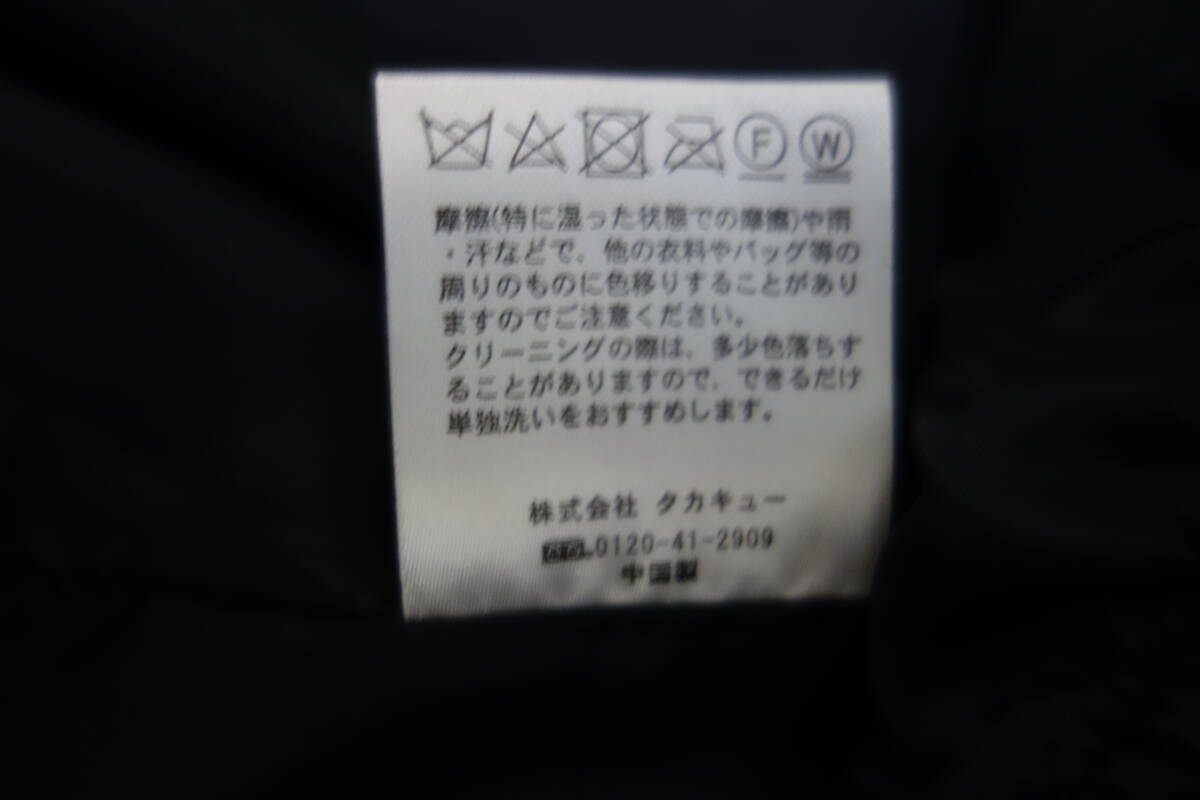 F W
摩擦(特に湿った状態での摩擦)や雨
・汗などで、他の衣料やバッグ等の
周りのものに色移りすることがあり
ますのでご注意ください。
クリーニングの際は、多少色落ちす
ることがありますので、できるだけ
単独洗いをおすすめします。
株式会社 タカキュー
0120-41-2909
中国製